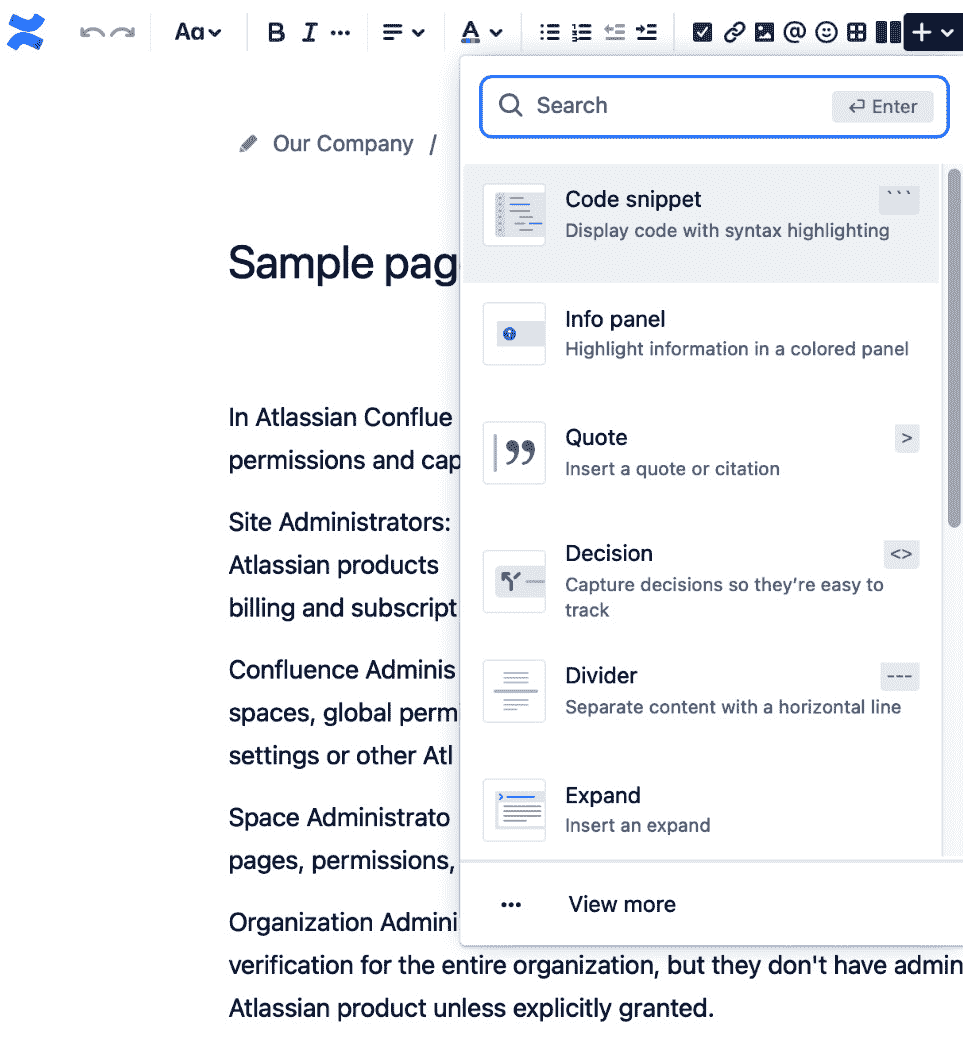 Aa
B I
A
@
+
Search
Enter
Our Company /
Code snippet
```
Display code with syntax highlighting
Sample pag
Info panel
Highlight information in a colored panel
In Atlassian Conflue
Quote
>
permissions and cap
Insert a quote or citation
Site Administrators:
Decision
<>
Atlassian products
Capture decisions so they're easy to
track
billing and subscript
Confluence Adminis
Divider
---
spaces, global permi
Separate content with a horizontal line
settings or other Atl
Expand
Space Administrato
Insert an expand
pages, permissions,
View more
Organization Admini
verification for the entire organization, but they don't have admin
Atlassian product unless explicitly granted.